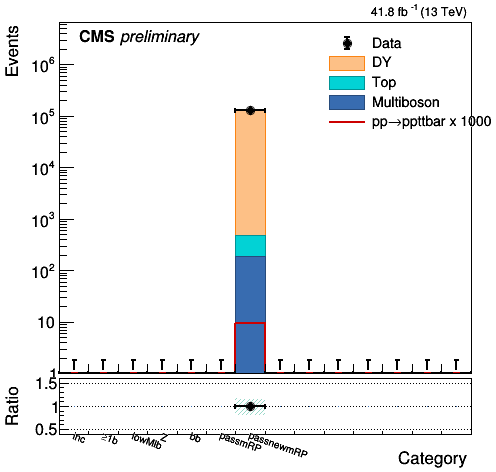 41.8 fb⁻¹ (13 TeV)
Events
CMS preliminary
Data
DY
Top
Multiboson
pp→ppttbar x 1000
10⁶
10⁵
10⁴
10³
10²
10
1
Ratio
1.5
1
0.5
inc ≥1b lowMlb Z bb passmRP passnewmRP
Category